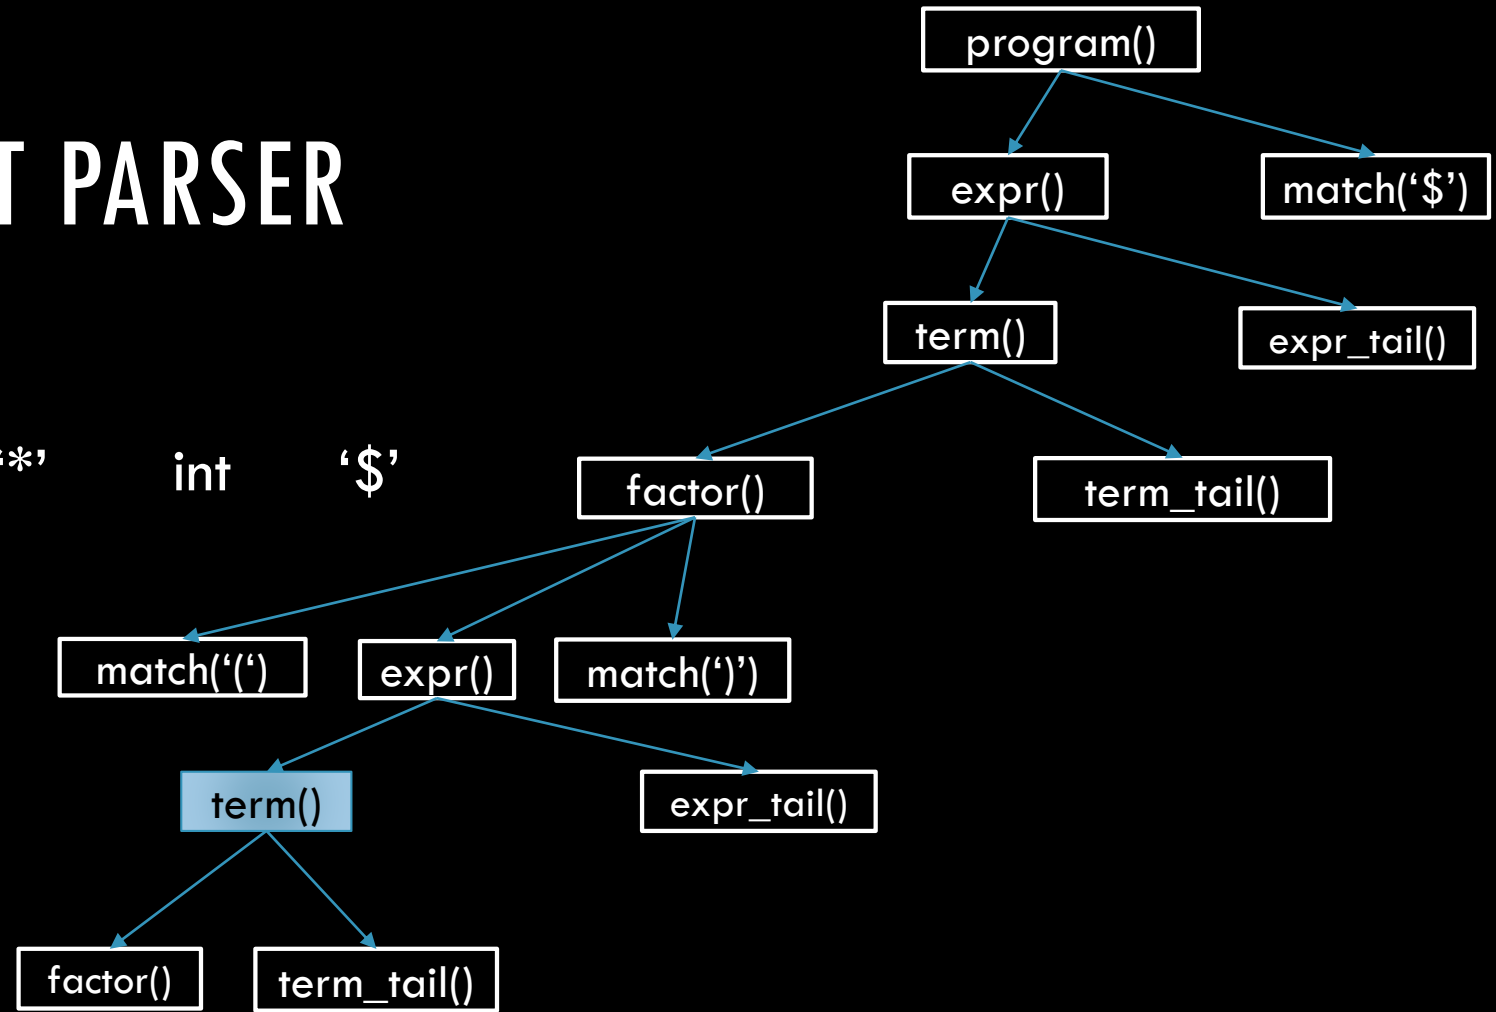 program()
T PARSER
expr()
match(‘$’)
term()
expr_tail()
‘*’ int ‘$’
factor()
term_tail()
match(‘(‘)
expr()
match(‘)’)
term()
expr_tail()
factor()
term_tail()